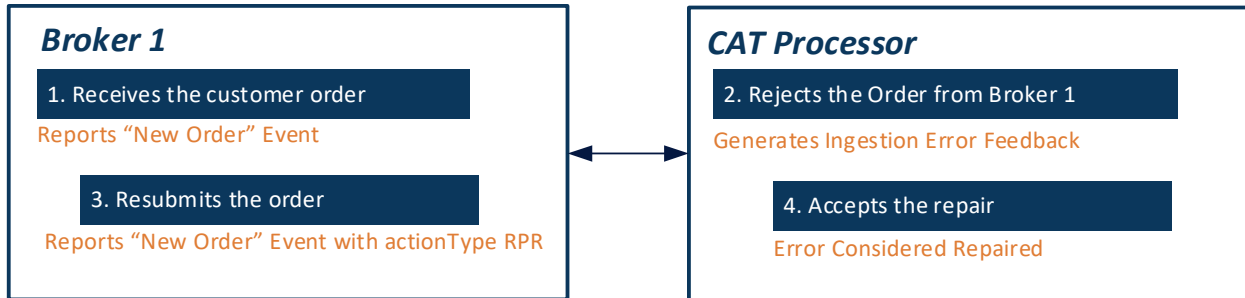 Broker 1
1. Receives the customer order
Reports “New Order” Event
3. Resubmits the order
Reports “New Order” Event with actionType RPR
CAT Processor
2. Rejects the Order from Broker 1
Generates Ingestion Error Feedback
4. Accepts the repair
Error Considered Repaired